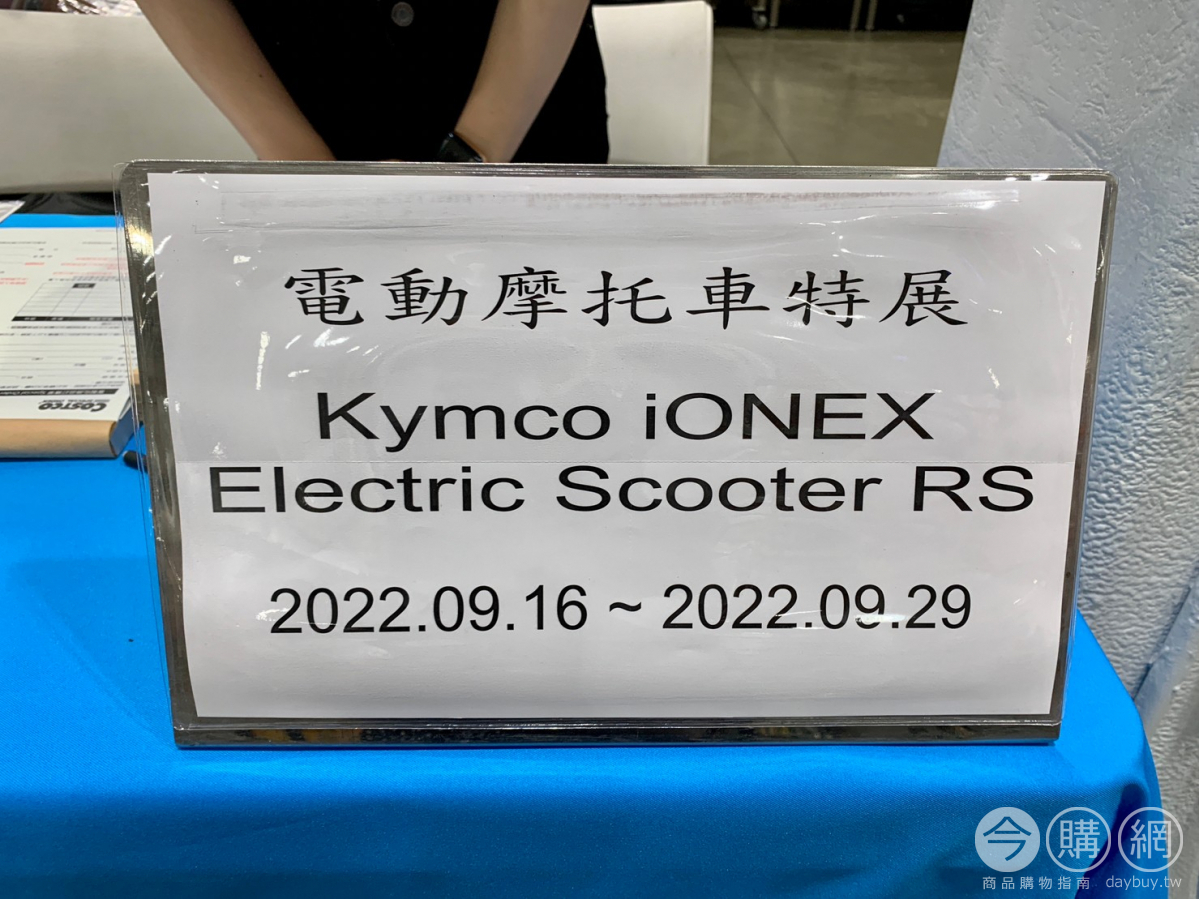 電動摩托車特展
Kymco iONEX
Electric Scooter RS
2022.09.16 ~ 2022.09.29
COSTCO
今購網
商品購物指南 daybuy.tw